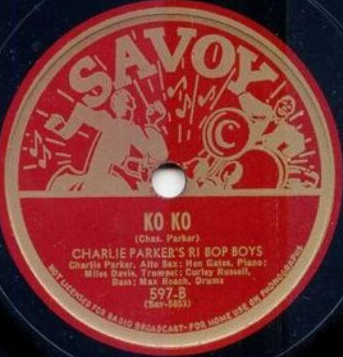 SAVOY
C
KO KO
(Chas. Parker)
CHARLIE PARKER'S RI BOP BOYS
Charlie Parker, Alto Sax: Hen Gates, Piano:
Miles Davis, Trumpet: Curley Russell,
Bass: Max Roach, Drums
597-B
(Sav-5853)
NOT LICENSED FOR RADIO BROADCAST-FOR HOME USE ON PHONOGRAPHS